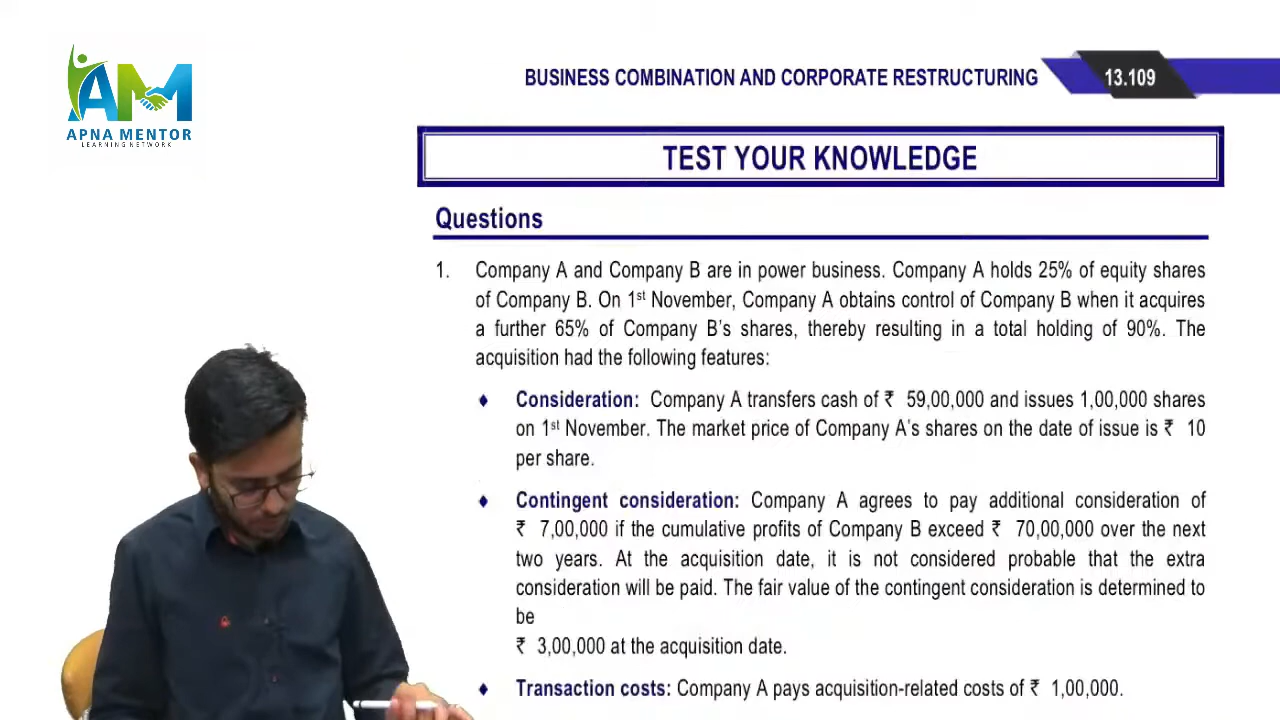 AM
APNA MENTOR
LEARNING NETWORK
BUSINESS COMBINATION AND CORPORATE RESTRUCTURING 13.109
TEST YOUR KNOWLEDGE
Questions
1. Company A and Company B are in power business. Company A holds 25% of equity shares
of Company B. On 1st November, Company A obtains control of Company B when it acquires
a further 65% of Company B’s shares, thereby resulting in a total holding of 90%. The
acquisition had the following features:
♦ Consideration: Company A transfers cash of ₹ 59,00,000 and issues 1,00,000 shares
on 1st November. The market price of Company A’s shares on the date of issue is ₹ 10
per share.
♦ Contingent consideration: Company A agrees to pay additional consideration of
₹ 7,00,000 if the cumulative profits of Company B exceed ₹ 70,00,000 over the next
two years. At the acquisition date, it is not considered probable that the extra
consideration will be paid. The fair value of the contingent consideration is determined to
be
₹ 3,00,000 at the acquisition date.
♦ Transaction costs: Company A pays acquisition-related costs of ₹ 1,00,000.